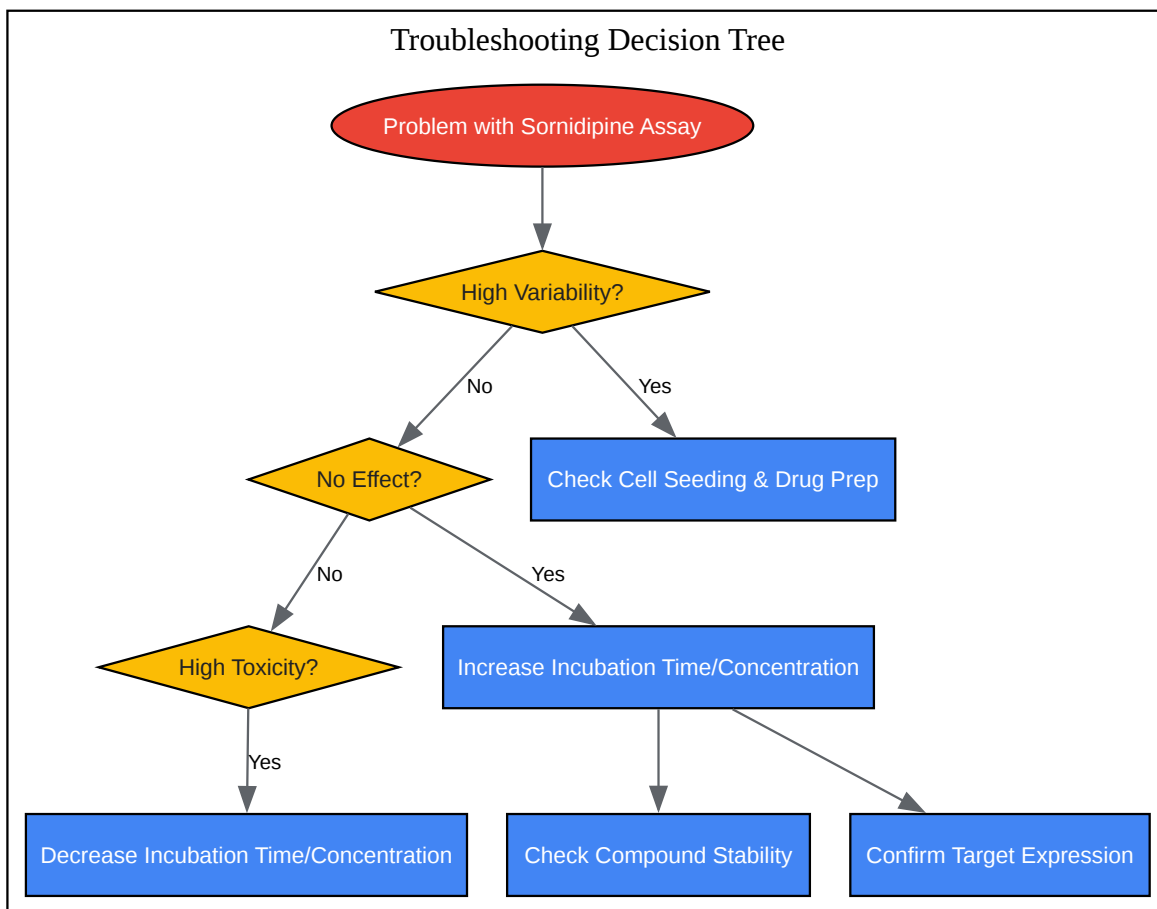 Troubleshooting Decision Tree
Problem with Sornidipine Assay
High Variability?
No
Yes
No Effect?
Check Cell Seeding & Drug Prep
No
Yes
High Toxicity?
Increase Incubation Time/Concentration
Yes
Decrease Incubation Time/Concentration
Check Compound Stability
Confirm Target Expression